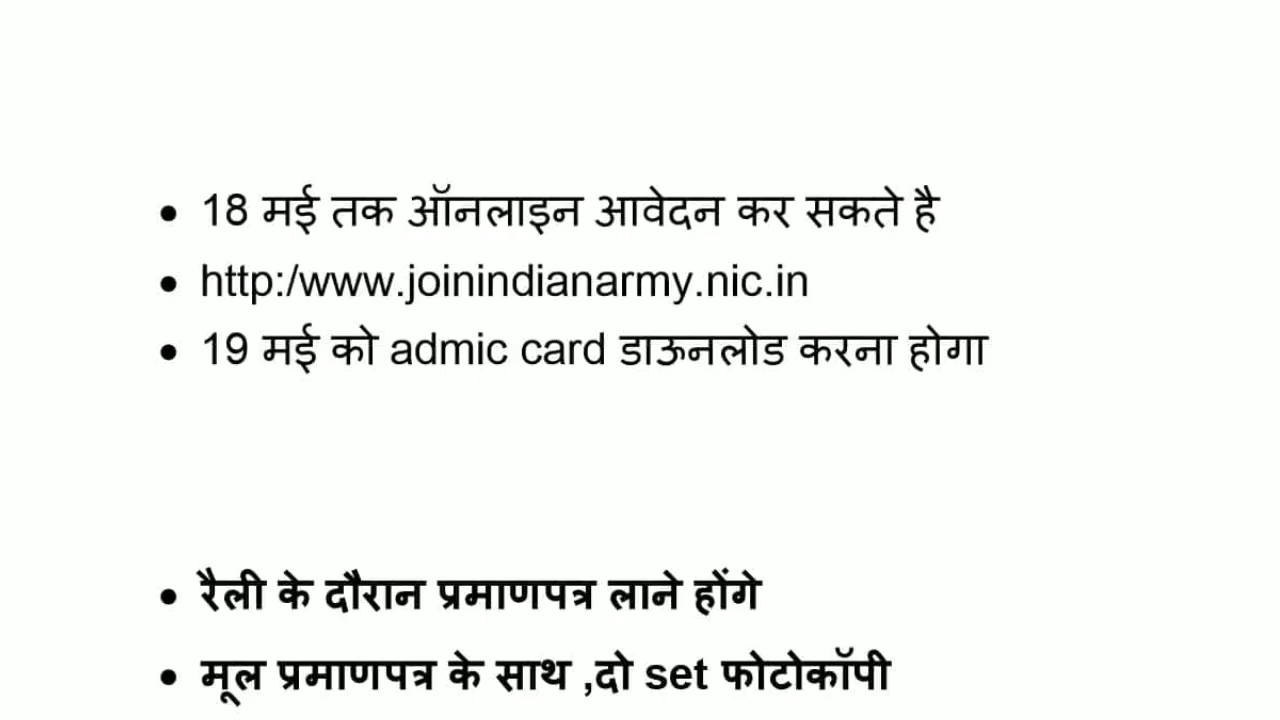 • 18 मई तक ऑनलाइन आवेदन कर सकते है
• http:/www.joinindianarmy.nic.in
• 19 मई को admic card डाऊनलोड करना होगा
• रैली के दौरान प्रमाणपत्र लाने होंगे
• मूल प्रमाणपत्र के साथ ,दो set फोटोकॉपी